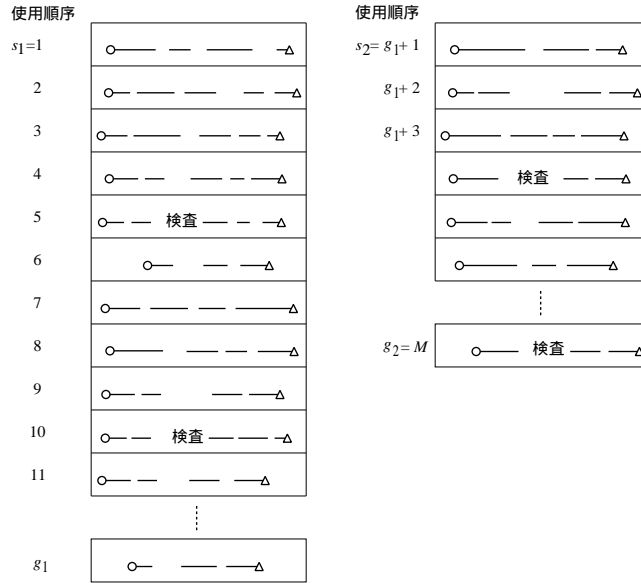 使用順序
s1=1
2
3
4
5 検査
6
7
8
9
10 検査
11
g1
使用順序
s2= g1+ 1
g1+ 2
g1+ 3
検査
g2= M 検査